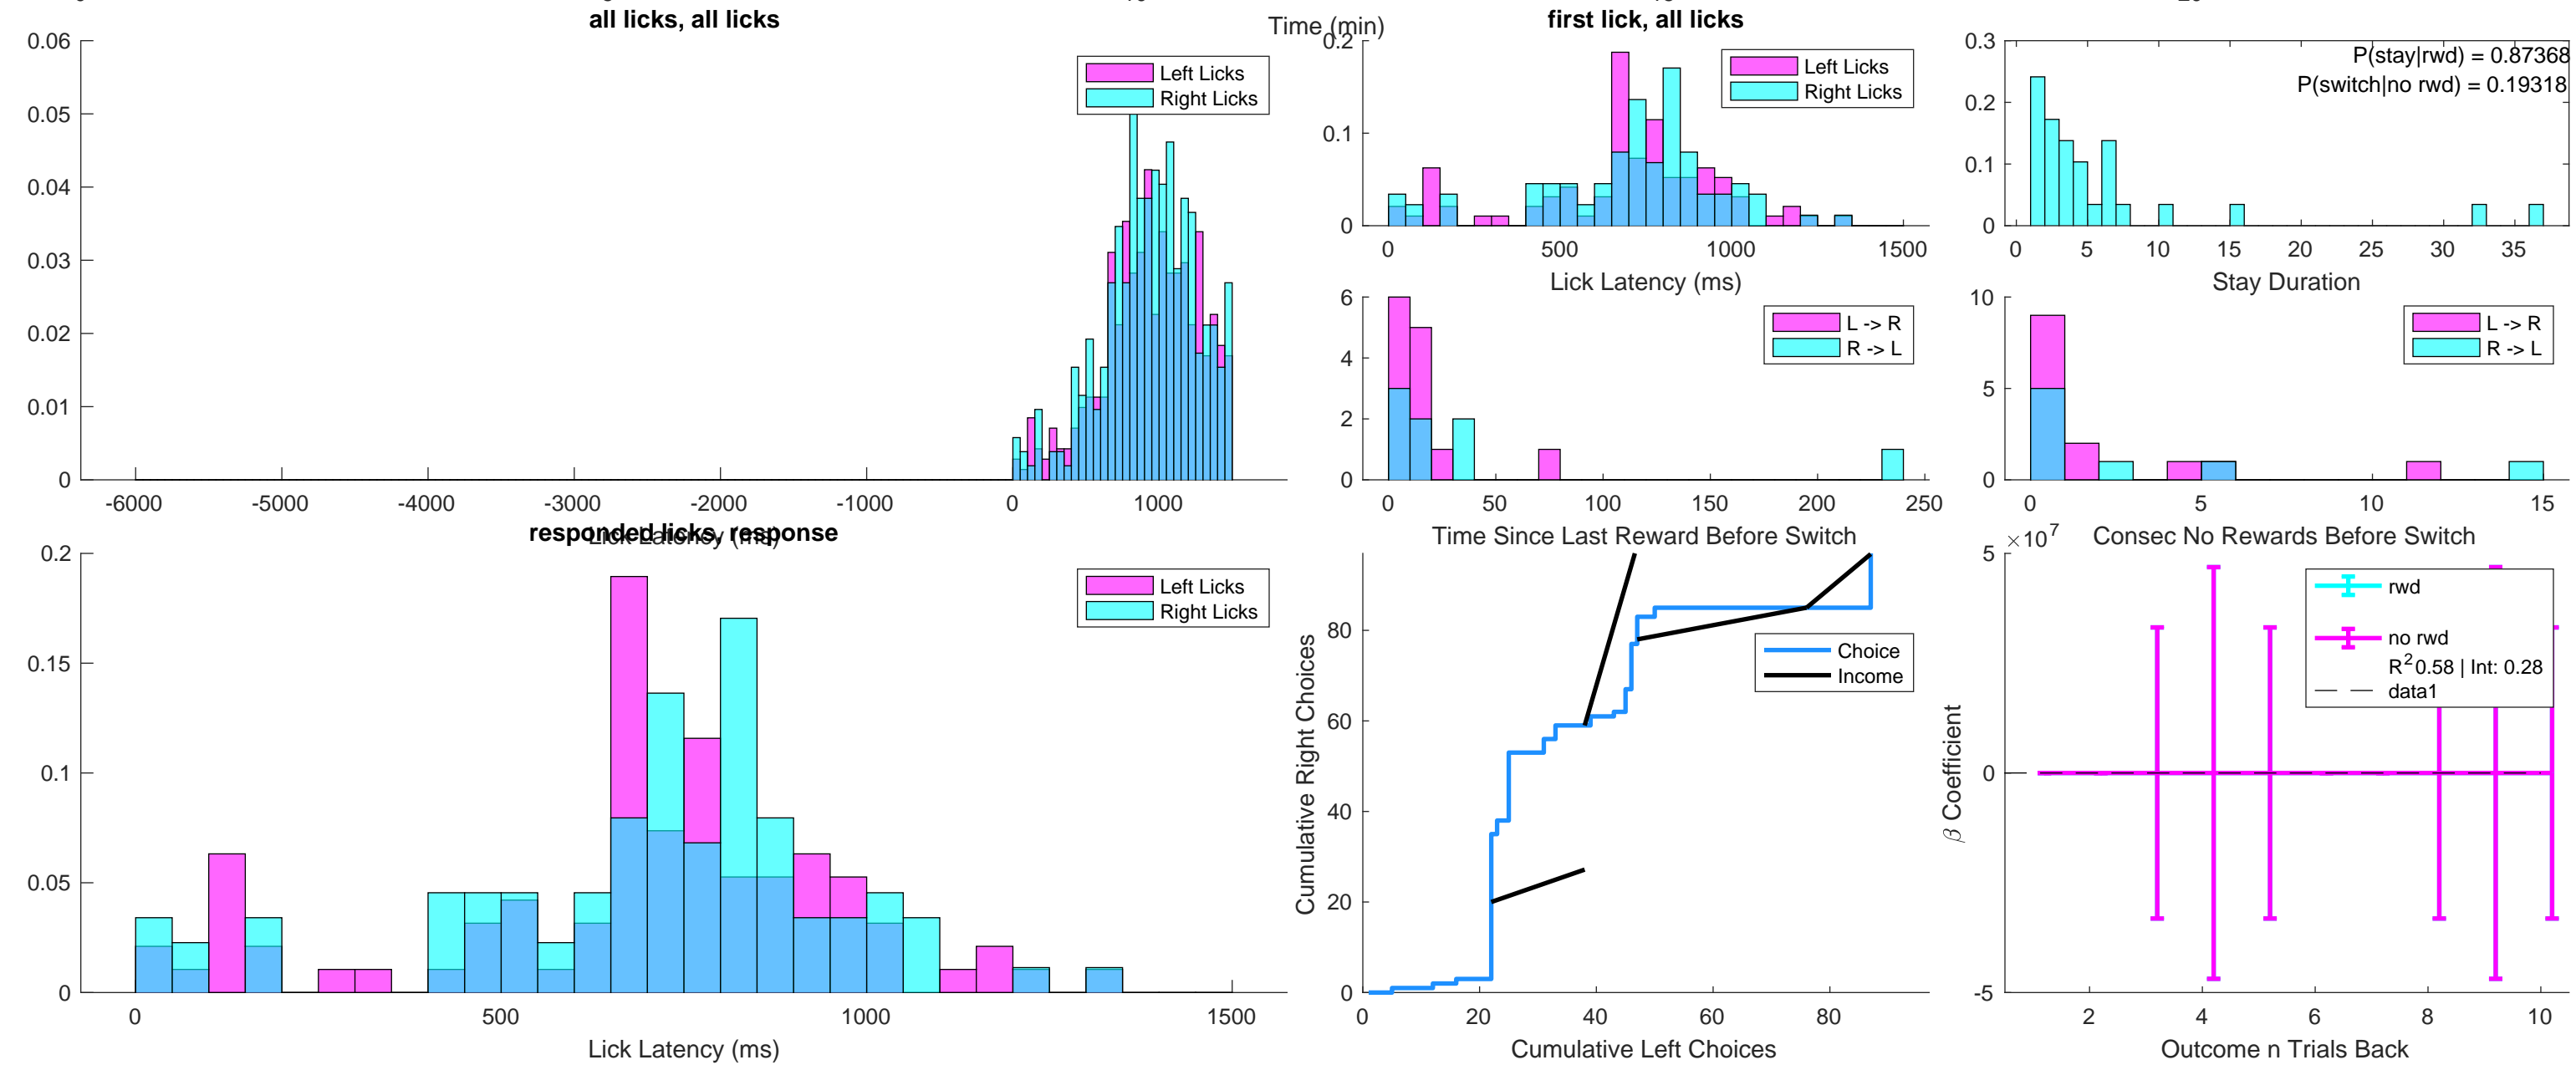 all licks, all licks
0.06
0.05
0.04
0.03
0.02
0.01
0
Left Licks
Right Licks
-6000 -5000 -4000 -3000 -2000 -1000 0 1000
Lick Latency (ms)
Time (min)
first lick, all licks
0.2
0.1
0
Left Licks
Right Licks
0 500 1000 1500
Lick Latency (ms)
0.3
0.2
0.1
0
P(stay|rwd) = 0.87368
P(switch|no rwd) = 0.19318
0 5 10 15 20 25 30 35
Stay Duration
6
4
2
0
L -> R
R -> L
0 50 100 150 200 250
Time Since Last Reward Before Switch
10
5
0
L -> R
R -> L
0 5 10 15
Consec No Rewards Before Switch
responded licks, response
0.2
0.15
0.1
0.05
0
Left Licks
Right Licks
0 500 1000 1500
Lick Latency (ms)
Cumulative Right Choices
80
60
40
20
0
Choice
Income
0 20 40 60 80
Cumulative Left Choices
×10^7
β Coefficient
5
0
-5
rwd
no rwd
R^2 0.58 | Int: 0.28
data1
2 4 6 8 10
Outcome n Trials Back